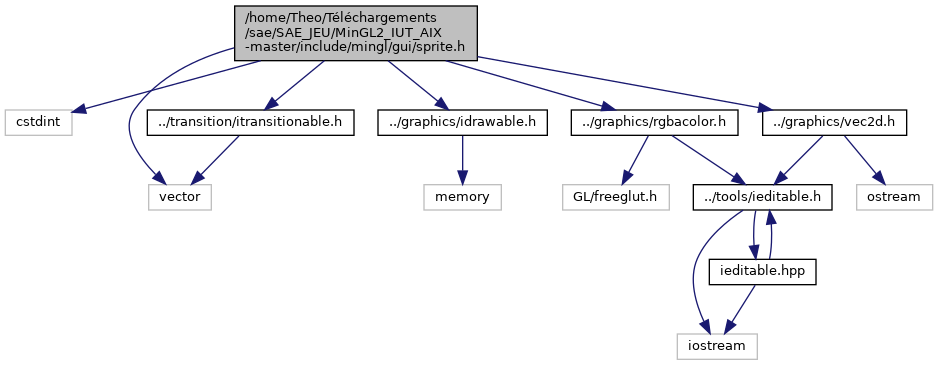 /home/Theo/Téléchargements
/sae/SAE_JEU/MinGL2_IUT_AIX
-master/include/mingl/gui/sprite.h
cstdint
../transition/itransitionable.h
../graphics/idrawable.h
../graphics/rgbacolor.h
../graphics/vec2d.h
vector
memory
GL/freeglut.h
../tools/ieditable.h
ostream
ieditable.hpp
iostream